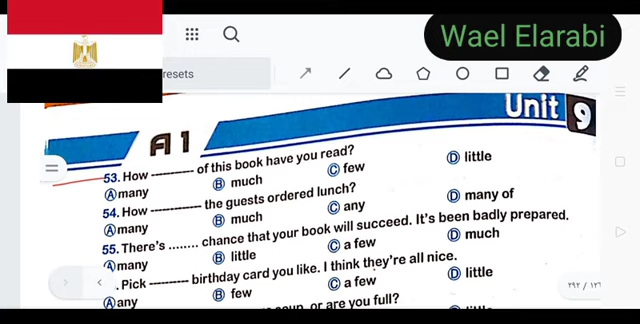 Wael Elarabi
resets
Unit 9
A 1
53. How ---------- of this book have you read?
Ⓐ many Ⓑ much Ⓒ few Ⓓ little
54. How ------------ the guests ordered lunch?
Ⓐ many Ⓑ much Ⓒ any Ⓓ many of
55. There's ........ chance that your book will succeed. It's been badly prepared.
Ⓐ many Ⓑ little Ⓒ a few Ⓓ much
. Pick ---------- birthday card you like. I think they're all nice.
Ⓐ any Ⓑ few Ⓒ a few Ⓓ little
soup, or are you full?